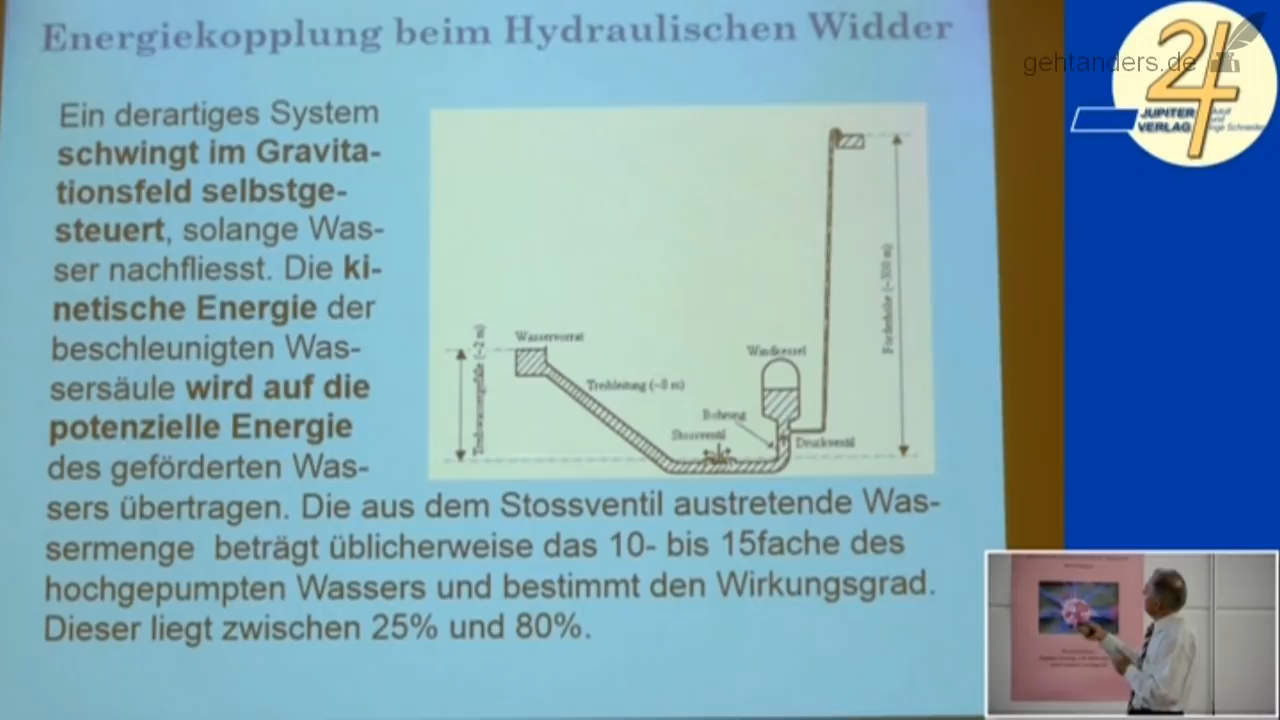 Energiekopplung beim Hydraulischen Widder
gehtanders.de
JUPITER
VERLAG
Ein derartiges System
schwingt im Gravita-
tionsfeld selbstge-
steuert, solange Was-
ser nachfliesst. Die ki-
netische Energie der
beschleunigten Was-
sersäule wird auf die
potenzielle Energie
des geförderten Was-
sers übertragen. Die aus dem Stossventil austretende Was-
sermenge beträgt üblicherweise das 10- bis 15fache des
hochgepumpten Wassers und bestimmt den Wirkungsgrad.
Dieser liegt zwischen 25% und 80%.
Treibwassergefälle (~2 m)
Wasservorrat
Treibleitung (~8 m)
Stossventil
Bohrung
Windkessel
Druckventil